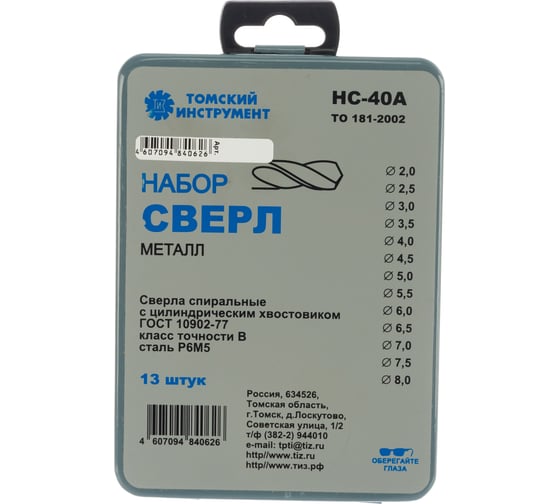 ТОМСКИЙ
ИНСТРУМЕНТ
НС-40А
ТО 181-2002
Арт.
4 607094 840626
НАБОР
СВЕРЛ
МЕТАЛЛ
∅ 2,0
∅ 2,5
∅ 3,0
∅ 3,5
∅ 4,0
∅ 4,5
∅ 5,0
∅ 5,5
∅ 6,0
∅ 6,5
∅ 7,0
∅ 7,5
∅ 8,0
Сверла спиральные
с цилиндрическим хвостовиком
ГОСТ 10902-77
класс точности В
сталь Р6М5
13 штук
Россия, 634526,
Томская область,
г.Томск, д.Лоскутово,
Советская улица, 1/2
т/ф (382-2) 944010
e-mail: tpti@tiz.ru
http://www.tiz.ru
http://www.тиз.рф
4 607094 840626
ОБЕРЕГАЙТЕ
ГЛАЗА